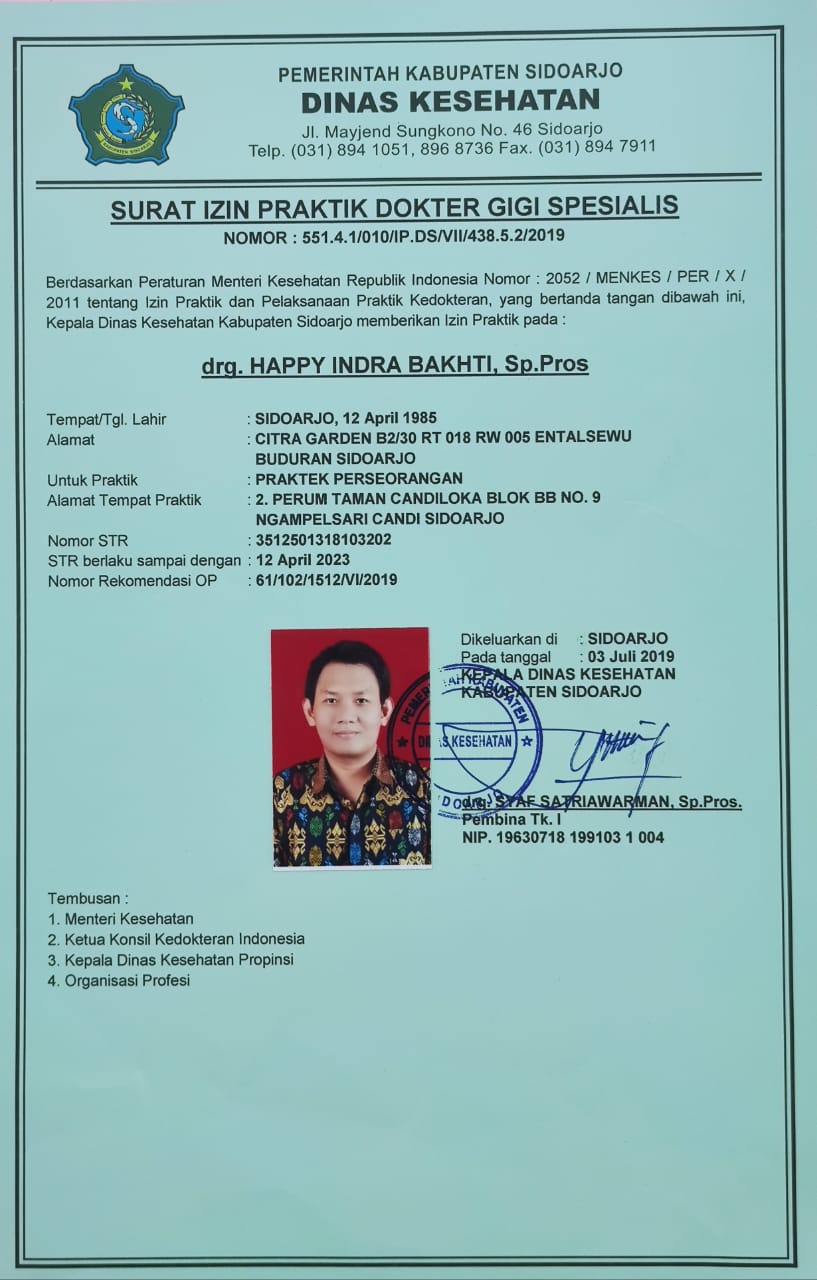 PEMERINTAH KABUPATEN SIDOARJO
DINAS KESEHATAN
Jl. Mayjend Sungkono No. 46 Sidoarjo
Telp. (031) 894 1051, 896 8736 Fax. (031) 894 7911
KABUPATEN SIDOARJO
SURAT IZIN PRAKTIK DOKTER GIGI SPESIALIS
NOMOR : 551.4.1/010/IP.DS/VII/438.5.2/2019
Berdasarkan Peraturan Menteri Kesehatan Republik Indonesia Nomor : 2052 / MENKES / PER / X /
2011 tentang Izin Praktik dan Pelaksanaan Praktik Kedokteran, yang bertanda tangan dibawah ini,
Kepala Dinas Kesehatan Kabupaten Sidoarjo memberikan Izin Praktik pada :
drg. HAPPY INDRA BAKHTI, Sp.Pros
Tempat/Tgl. Lahir : SIDOARJO, 12 April 1985
Alamat : CITRA GARDEN B2/30 RT 018 RW 005 ENTALSEWU
BUDURAN SIDOARJO
Untuk Praktik : PRAKTEK PERSEORANGAN
Alamat Tempat Praktik : 2. PERUM TAMAN CANDILOKA BLOK BB NO. 9
NGAMPELSARI CANDI SIDOARJO
Nomor STR : 3512501318103202
STR berlaku sampai dengan : 12 April 2023
Nomor Rekomendasi OP : 61/102/1512/VI/2019
Dikeluarkan di : SIDOARJO
Pada tanggal : 03 Juli 2019
KEPALA DINAS KESEHATAN
KABUPATEN SIDOARJO
DINAS KESEHATAN
drg. SYAF SATRIAWARMAN, Sp.Pros.
Pembina Tk. I
NIP. 19630718 199103 1 004
Tembusan :
1. Menteri Kesehatan
2. Ketua Konsil Kedokteran Indonesia
3. Kepala Dinas Kesehatan Propinsi
4. Organisasi Profesi